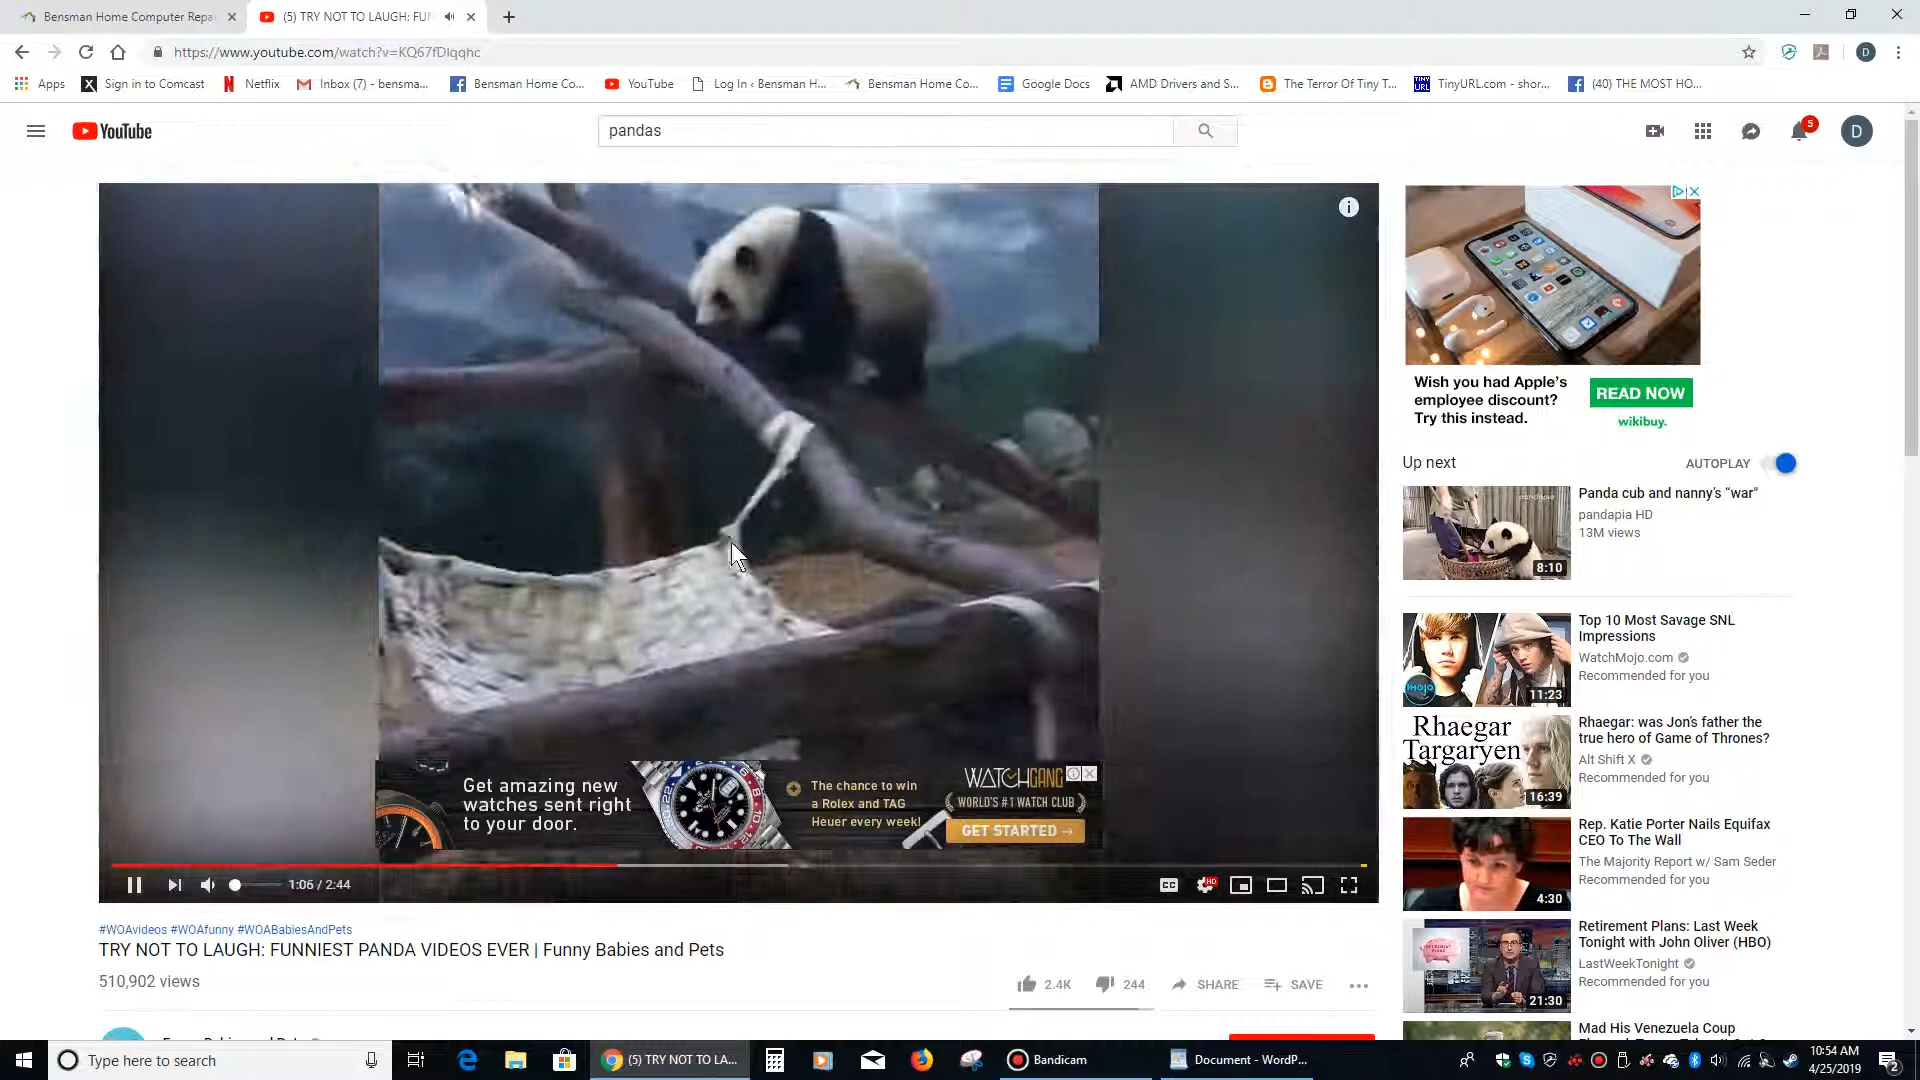 Bensman Home Computer Repa
(5) TRY NOT TO LAUGH: FU
https://www.youtube.com/watch?v=KQ67fDIqqhc
D
Apps
Sign in to Comcast
Netflix
Inbox (7) - bensma...
Bensman Home Co...
YouTube
Log In ‹ Bensman H...
Bensman Home Co...
Google Docs
AMD Drivers and S...
The Terror Of Tiny T...
TINY URL
TinyURL.com - shor...
(40) THE MOST HO...
YouTube
pandas
5
D
Wish you had Apple's
employee discount?
Try this instead.
READ NOW
wikibuy.
Up next
AUTOPLAY
pandapia
8:10
Panda cub and nanny's "war"
pandapia HD
13M views
mojo
11:23
Top 10 Most Savage SNL
Impressions
WatchMojo.com
Recommended for you
Rhaegar
Targaryen
16:39
Rhaegar: was Jon's father the
true hero of Game of Thrones?
Alt Shift X
Recommended for you
4:30
Rep. Katie Porter Nails Equifax
CEO To The Wall
The Majority Report w/ Sam Seder
Recommended for you
21:30
Retirement Plans: Last Week
Tonight with John Oliver (HBO)
LastWeekTonight
Recommended for you
Mad His Venezuela Coup
Get amazing new
watches sent right
to your door.
The chance to win
a Rolex and TAG
Heuer every week!
WATCHGANG
WORLD'S #1 WATCH CLUB
GET STARTED →
1:05 / 2:44
CC
HD
#WOAvideos #WOAfunny #WOABabiesAndPets
TRY NOT TO LAUGH: FUNNIEST PANDA VIDEOS EVER | Funny Babies and Pets
510,902 views
2.4K
244
SHARE
SAVE
Type here to search
(5) TRY NOT TO LA...
Bandicam
Document - WordP...
10:54 AM
4/25/2019
2